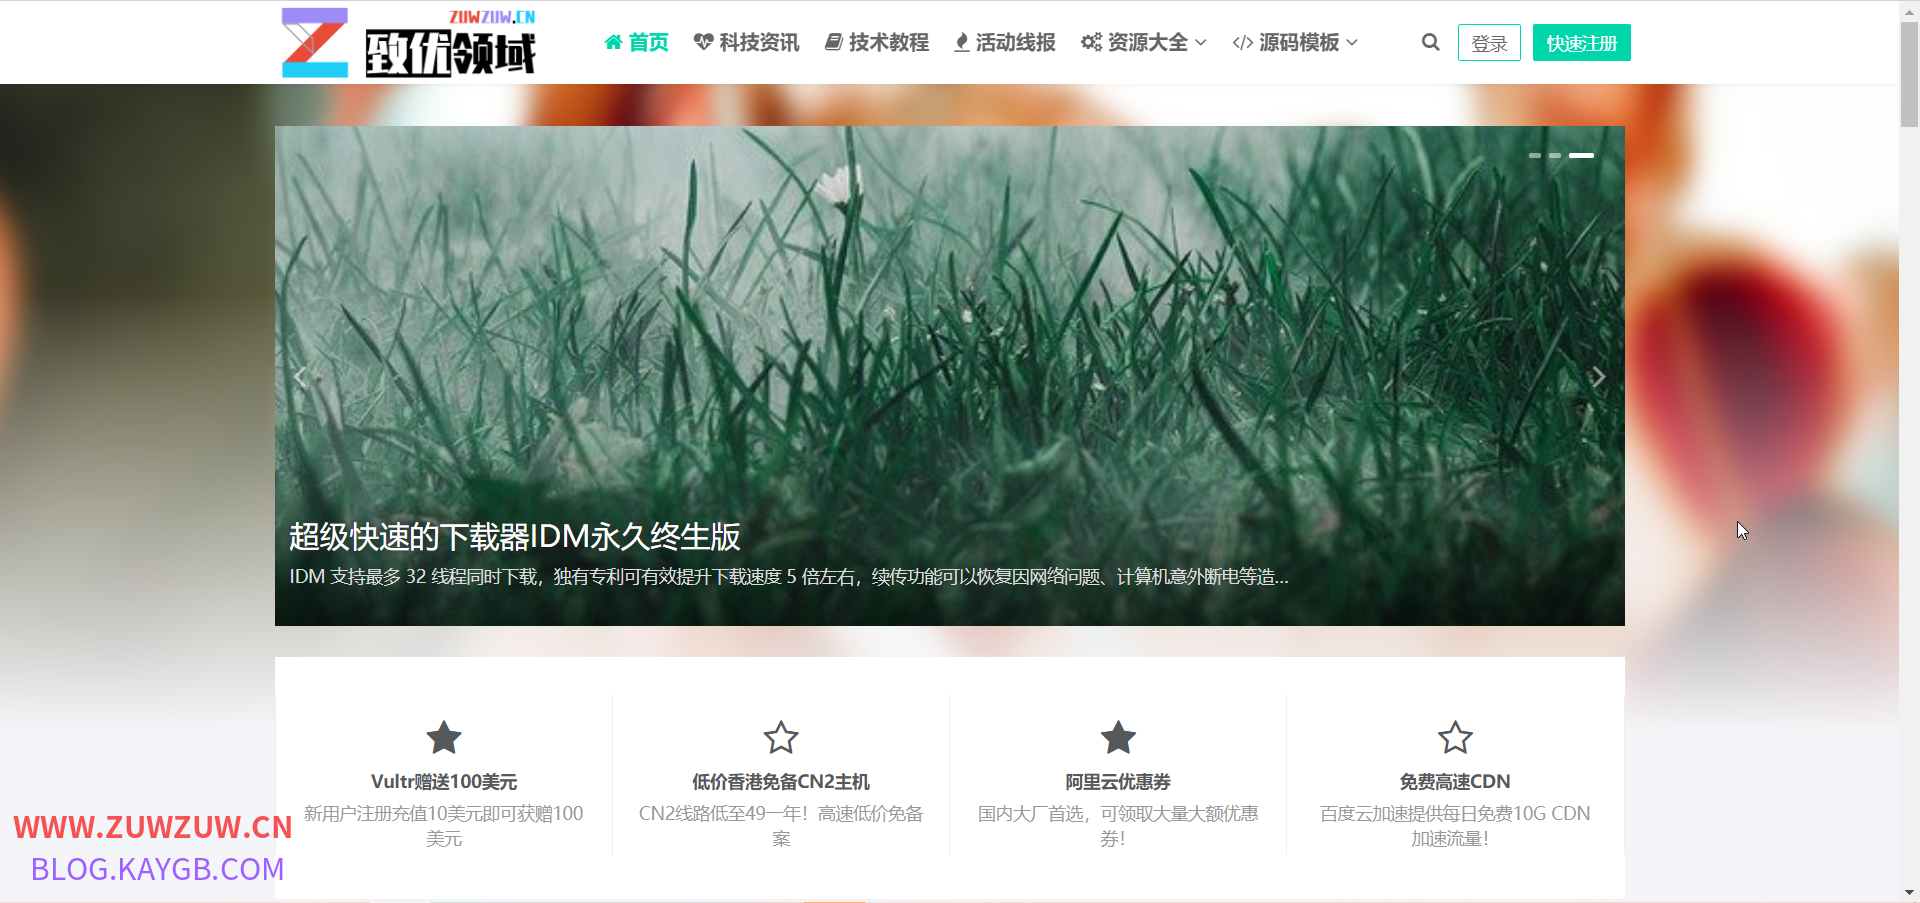 ZUWZUW.CN
致优领域
首页 科技资讯 技术教程 活动线报 资源大全 源码模板 登录 快速注册
超级快速的下载器IDM永久终生版
IDM 支持最多 32 线程同时下载，独有专利可有效提升下载速度 5 倍左右，续传功能可以恢复因网络问题、计算机意外断电等造...
Vultr赠送100美元
新用户注册充值10美元即可获赠100
美元
低价香港免备CN2主机
CN2线路低至49一年！高速低价免备
案
阿里云优惠券
国内大厂首选，可领取大量大额优惠
券！
免费高速CDN
百度云加速提供每日免费10G CDN
加速流量！
WWW.ZUWZUW.CN
BLOG.KAYGB.COM